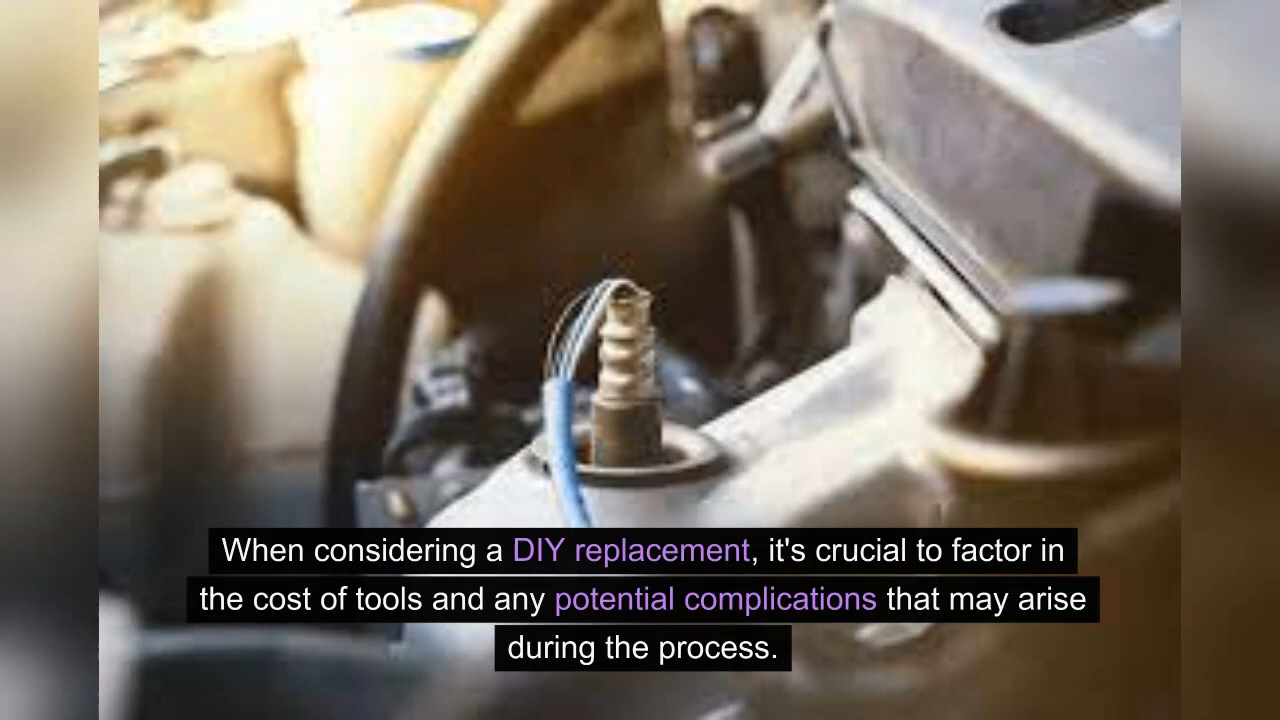 When considering a DIY replacement, it's crucial to factor in
the cost of tools and any potential complications that may arise
during the process.